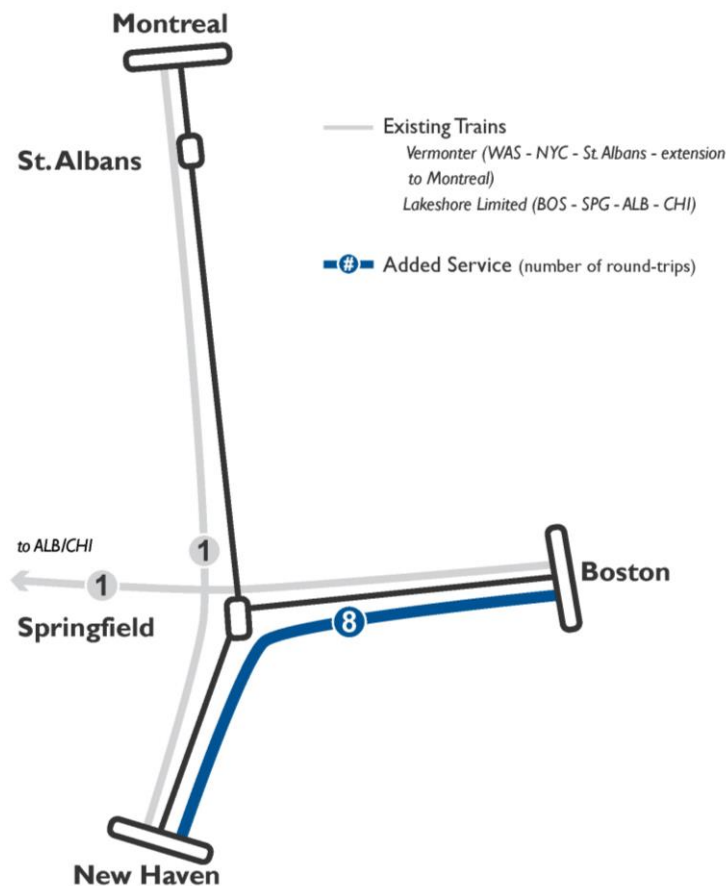 Montreal
St. Albans
Existing Trains
Vermonter (WAS - NYC - St. Albans - extension
to Montreal)
Lakeshore Limited (BOS - SPG - ALB - CHI)
# Added Service (number of round-trips)
to ALB/CHI
1
1
Boston
Springfield
8
New Haven